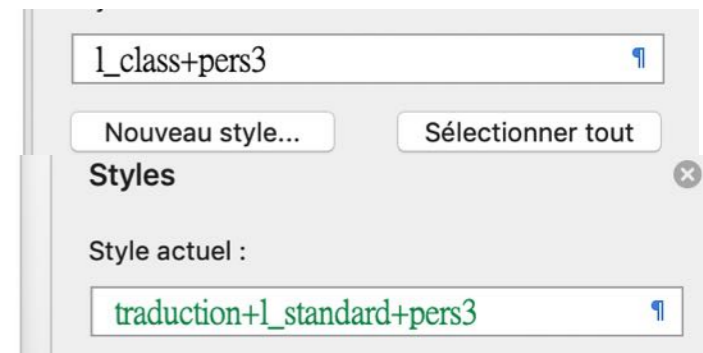 l_class+pers3 ¶
Nouveau style... Sélectionner tout
Styles
Style actuel :
traduction+l_standard+pers3 ¶